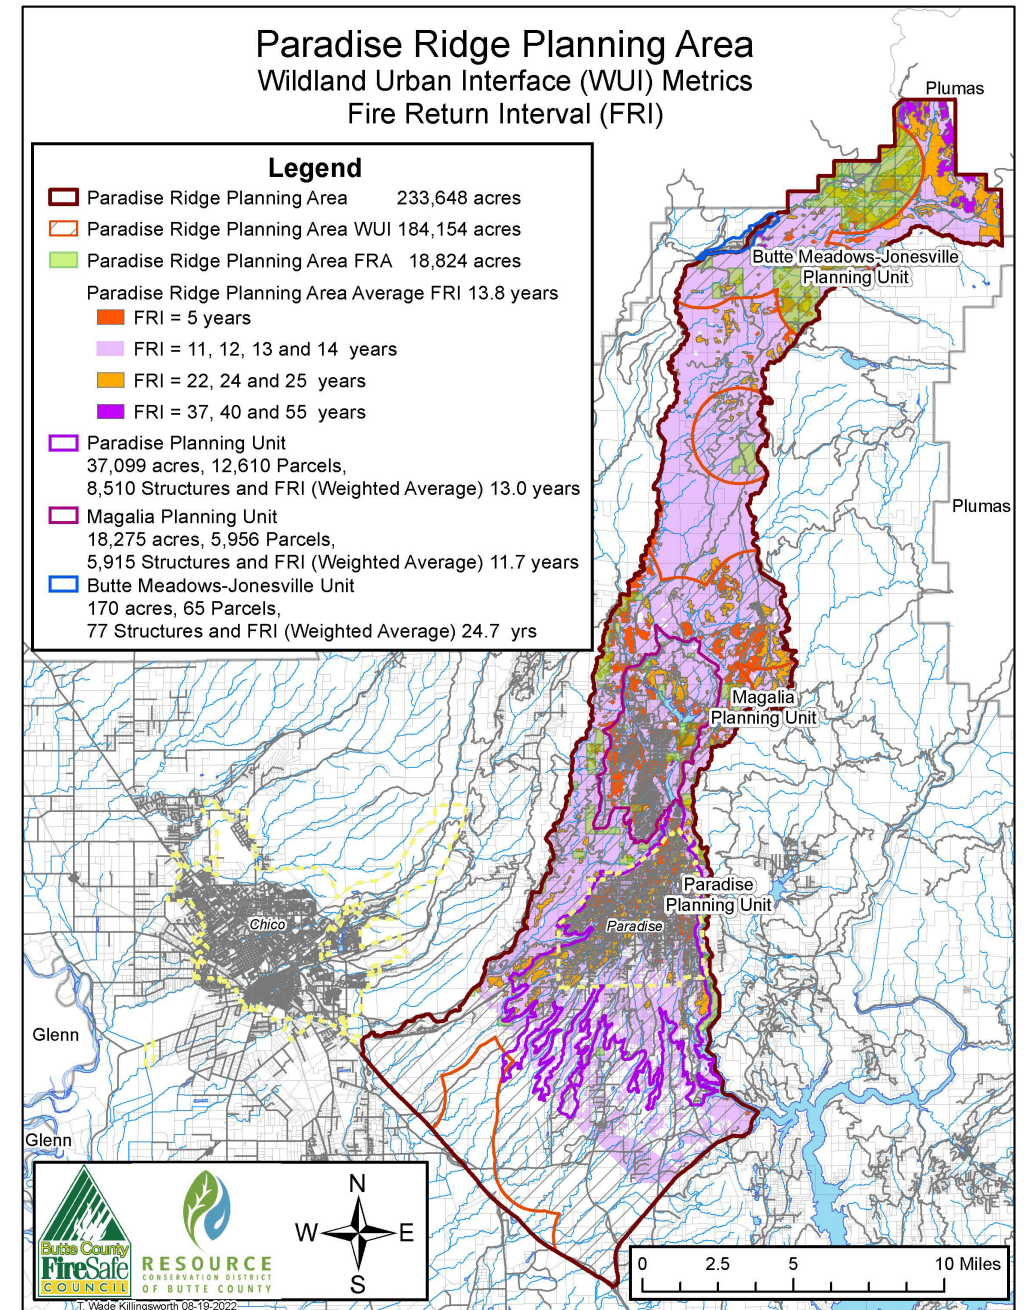 Paradise Ridge Planning Area
Wildland Urban Interface (WUI) Metrics
Fire Return Interval (FRI)
Legend
Paradise Ridge Planning Area 233,648 acres
Paradise Ridge Planning Area WUI 184,154 acres
Paradise Ridge Planning Area FRA 18,824 acres
Paradise Ridge Planning Area Average FRI 13.8 years
FRI = 5 years
FRI = 11, 12, 13 and 14 years
FRI = 22, 24 and 25 years
FRI = 37, 40 and 55 years
Paradise Planning Unit
37,099 acres, 12,610 Parcels,
8,510 Structures and FRI (Weighted Average) 13.0 years
Magalia Planning Unit
18,275 acres, 5,956 Parcels,
5,915 Structures and FRI (Weighted Average) 11.7 years
Butte Meadows-Jonesville Unit
170 acres, 65 Parcels,
77 Structures and FRI (Weighted Average) 24.7 yrs
Plumas
Butte Meadows-Jonesville
Planning Unit
Plumas
Magalia
Planning Unit
Paradise
Planning Unit
Chico
Paradise
Glenn
Glenn
Butte County
FireSafe
COUNCIL
RESOURCE
CONSERVATION DISTRICT
OF BUTTE COUNTY
N
W E
S
0 2.5 5 10 Miles
T. Wade Killingsworth 08-19-2022